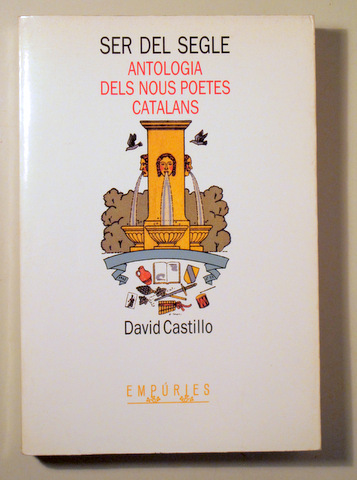 SER DEL SEGLE
ANTOLOGIA
DELS NOUS POETES
CATALANS
David Castillo
EMPÚRIES